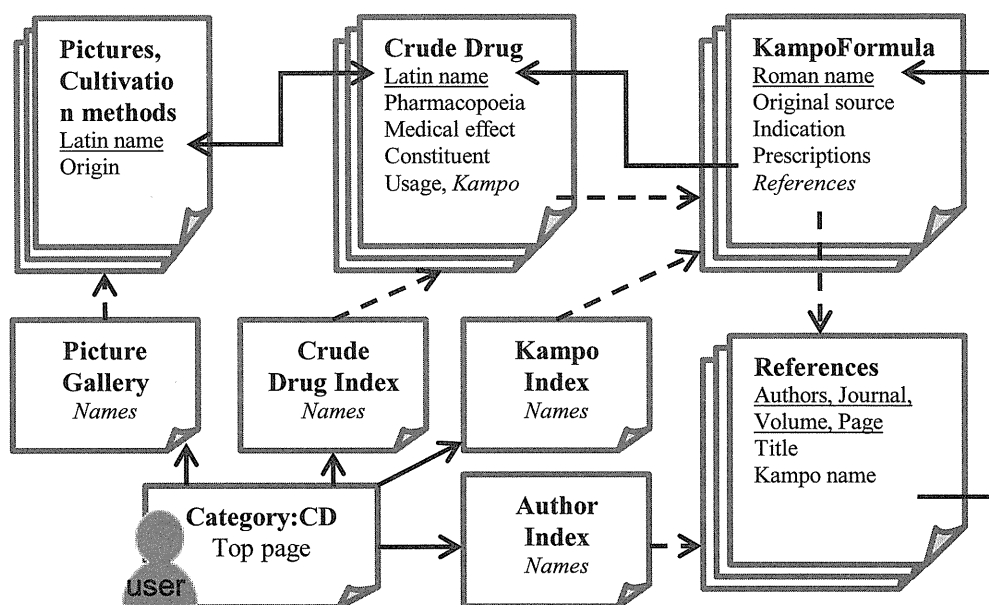 Pictures,
Cultivatio
n methods
Latin name
Origin
Crude Drug
Latin name
Pharmacopoeia
Medical effect
Constituent
Usage, Kampo
KampoFormula
Roman name
Original source
Indication
Prescriptions
References
Picture
Gallery
Names
Crude
Drug Index
Names
Kampo
Index
Names
References
Authors, Journal,
Volume, Page
Title
Kampo name
Category:CD
Top page
user
Author
Index
Names